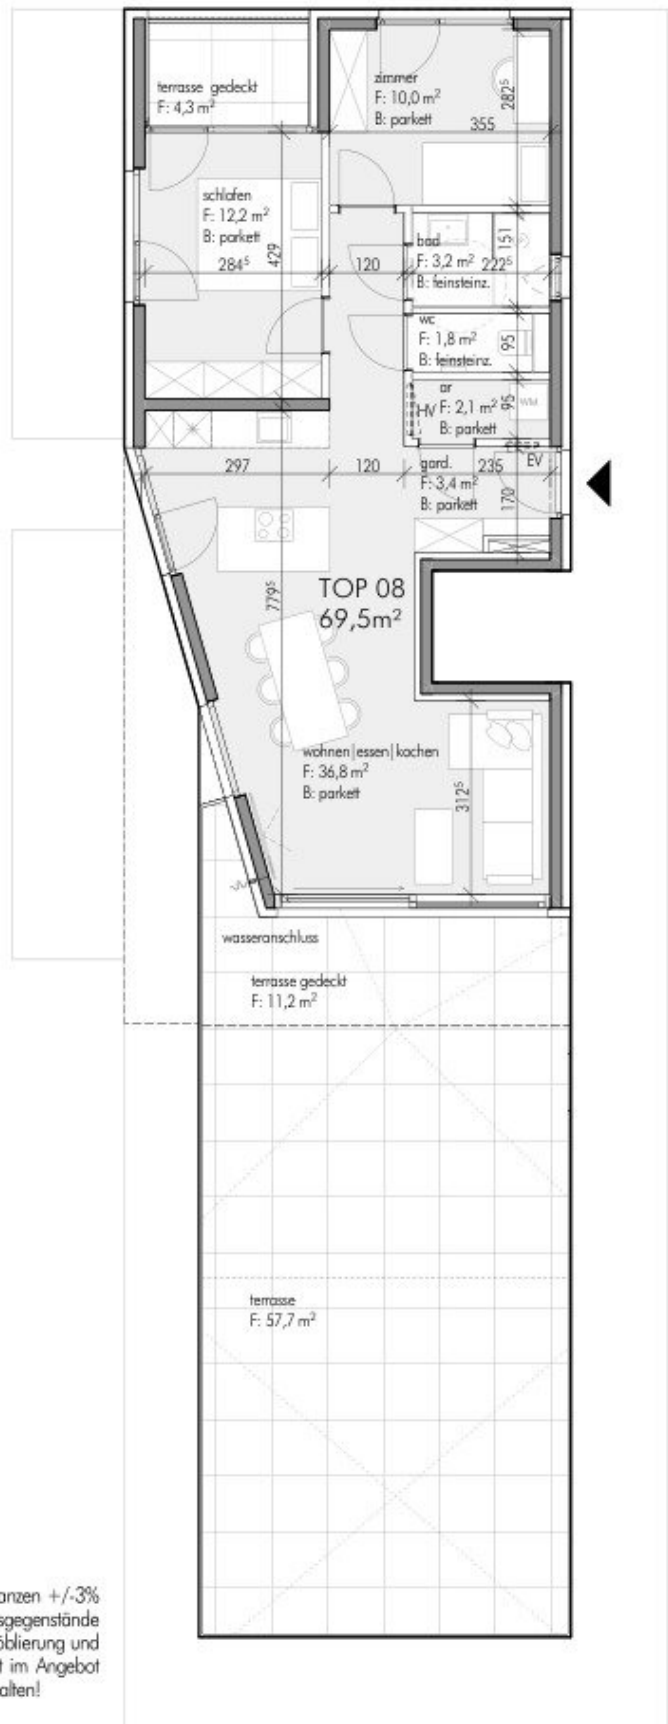 terrasse gedeckt
F: 4,3 m²
zimmer
F: 10,0 m²
B: parkett
282⁵
355
schlafen
F: 12,2 m²
B: parkett
429
284⁵
120
bad
F: 3,2 m²
B: feinsteinz.
151
222⁵
wc
F: 1,8 m²
B: feinsteinz.
95
ar
F: 2,1 m²
B: parkett
95
WM
HV
297
120
gard.
F: 3,4 m²
B: parkett
235
EV
170
TOP 08
69,5m²
779⁵
wohnen|essen|kochen
F: 36,8 m²
B: parkett
312⁵
wasseranschluss
terrasse gedeckt
F: 11,2 m²
terrasse
F: 57,7 m²
anzen +/-3%
sgegenstände
öblierung und
t im Angebot
alten!